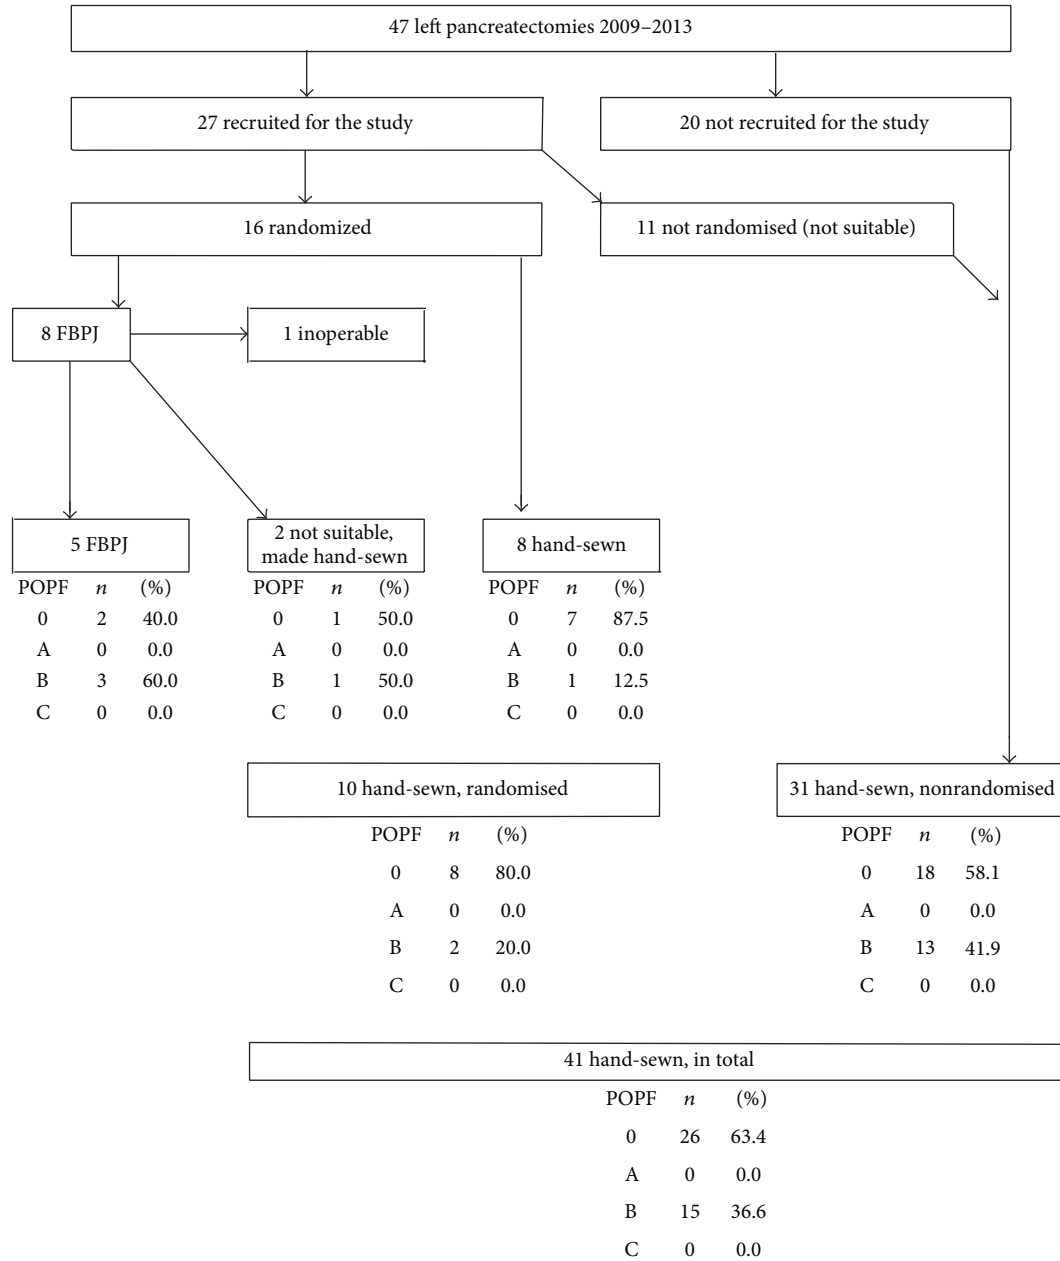 47 left pancreatectomies 2009–2013
27 recruited for the study
20 not recruited for the study
16 randomized
11 not randomised (not suitable)
8 FBPJ
1 inoperable
5 FBPJ
POPF n (%)
0 2 40.0
A 0 0.0
B 3 60.0
C 0 0.0
2 not suitable,
made hand-sewn
POPF n (%)
0 1 50.0
A 0 0.0
B 1 50.0
C 0 0.0
8 hand-sewn
POPF n (%)
0 7 87.5
A 0 0.0
B 1 12.5
C 0 0.0
10 hand-sewn, randomised
POPF n (%)
0 8 80.0
A 0 0.0
B 2 20.0
C 0 0.0
31 hand-sewn, nonrandomised
POPF n (%)
0 18 58.1
A 0 0.0
B 13 41.9
C 0 0.0
41 hand-sewn, in total
POPF n (%)
0 26 63.4
A 0 0.0
B 15 36.6
C 0 0.0